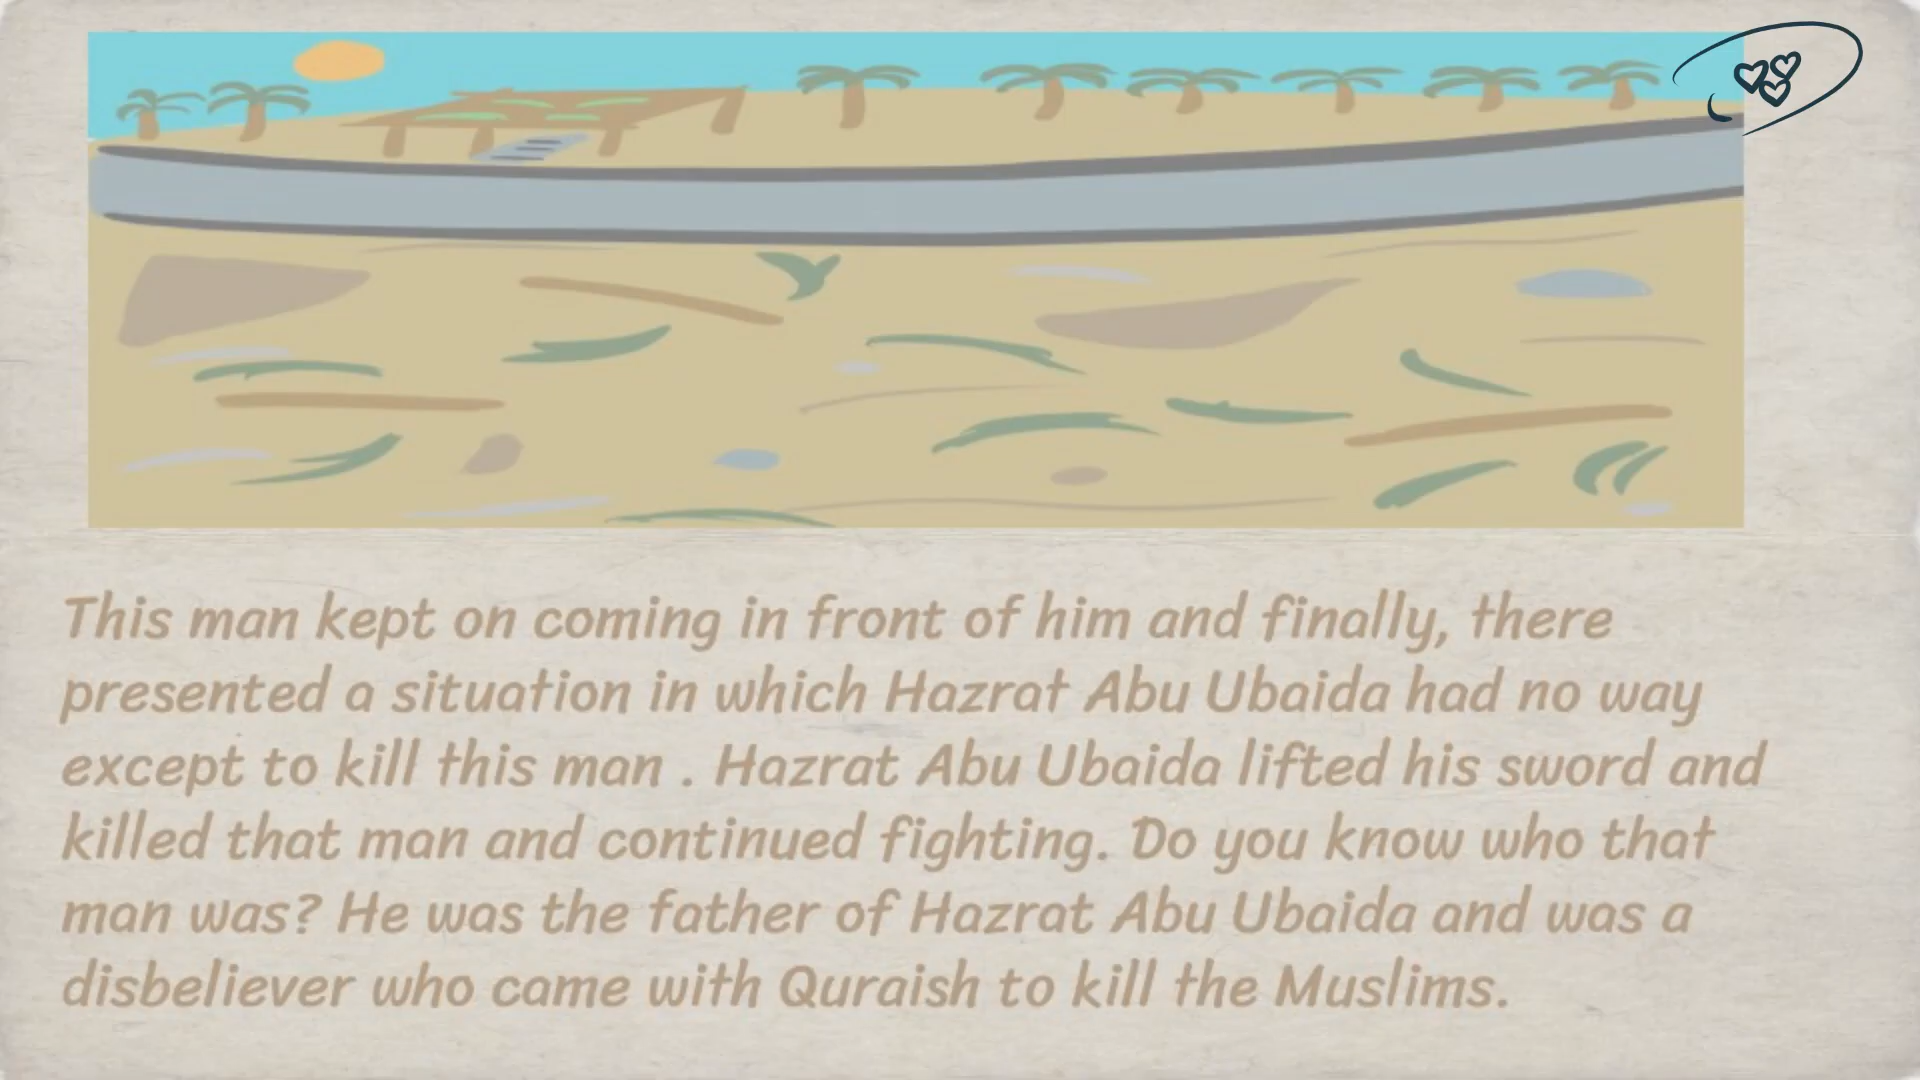 This man kept on coming in front of him and finally, there
presented a situation in which Hazrat Abu Ubaida had no way
except to kill this man . Hazrat Abu Ubaida lifted his sword and
killed that man and continued fighting. Do you know who that
man was? He was the father of Hazrat Abu Ubaida and was a
disbeliever who came with Quraish to kill the Muslims.